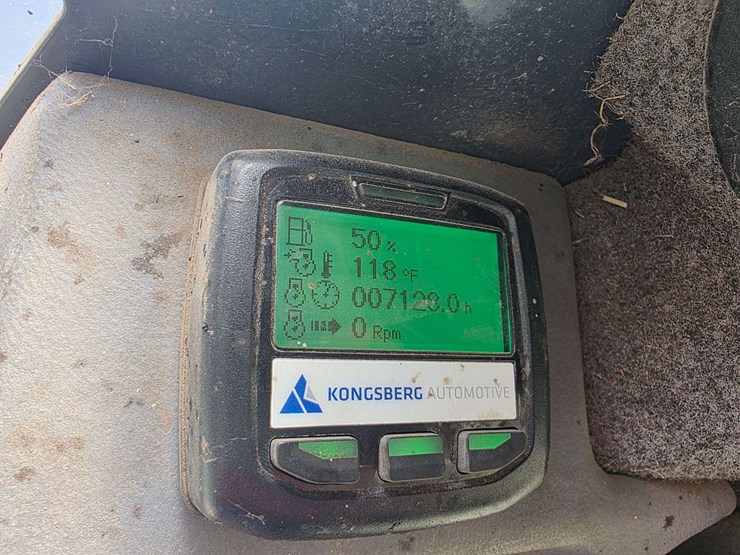 50 %
118 °F
007128.0 h
0 Rpm
KONGSBERG AUTOMOTIVE